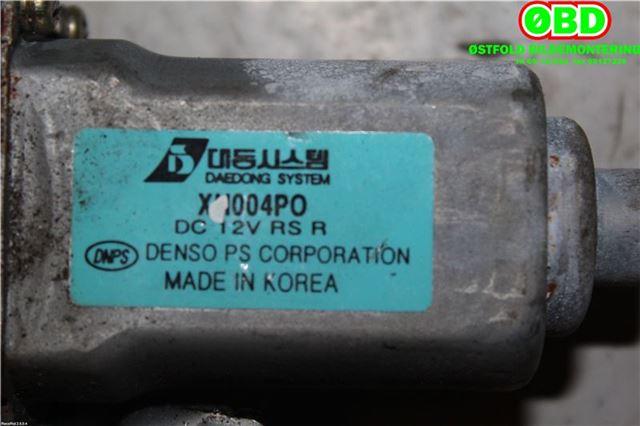 ØBD
ØSTFOLD BILDEMONTERING
D 대동시스템
DAEDONG SYSTEM
004PO
DC 12V RS R
DNPS DENSO PS CORPORATION
MADE IN KOREA